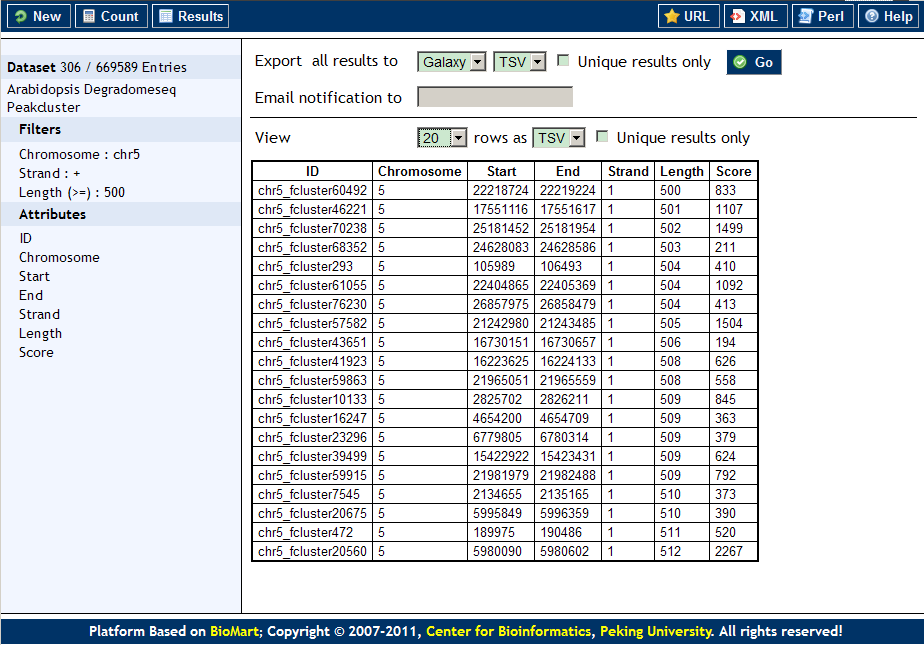 New Count Results URL XML Perl Help
Dataset 306 / 669589 Entries
Arabidopsis Degradomeseq
Peakcluster
Filters
Chromosome : chr5
Strand : +
Length (>=) : 500
Attributes
ID
Chromosome
Start
End
Strand
Length
Score
Export all results to Galaxy TSV Unique results only Go
Email notification to
View 20 rows as TSV Unique results only
ID Chromosome Start End Strand Length Score
chr5_fcluster60492 5 22218724 22219224 1 500 833
chr5_fcluster46221 5 17551116 17551617 1 501 1107
chr5_fcluster70238 5 25181452 25181954 1 502 1499
chr5_fcluster68352 5 24628083 24628586 1 503 211
chr5_fcluster293 5 105989 106493 1 504 410
chr5_fcluster61055 5 22404865 22405369 1 504 1092
chr5_fcluster76230 5 26857975 26858479 1 504 413
chr5_fcluster57582 5 21242980 21243485 1 505 1504
chr5_fcluster43651 5 16730151 16730657 1 506 194
chr5_fcluster41923 5 16223625 16224133 1 508 626
chr5_fcluster59863 5 21965051 21965559 1 508 558
chr5_fcluster10133 5 2825702 2826211 1 509 845
chr5_fcluster16247 5 4654200 4654709 1 509 363
chr5_fcluster23296 5 6779805 6780314 1 509 379
chr5_fcluster39499 5 15422922 15423431 1 509 624
chr5_fcluster59915 5 21981979 21982488 1 509 792
chr5_fcluster7545 5 2134655 2135165 1 510 373
chr5_fcluster20675 5 5995849 5996359 1 510 390
chr5_fcluster472 5 189975 190486 1 511 520
chr5_fcluster20560 5 5980090 5980602 1 512 2267
Platform Based on BioMart; Copyright © 2007-2011, Center for Bioinformatics, Peking University. All rights reserved!